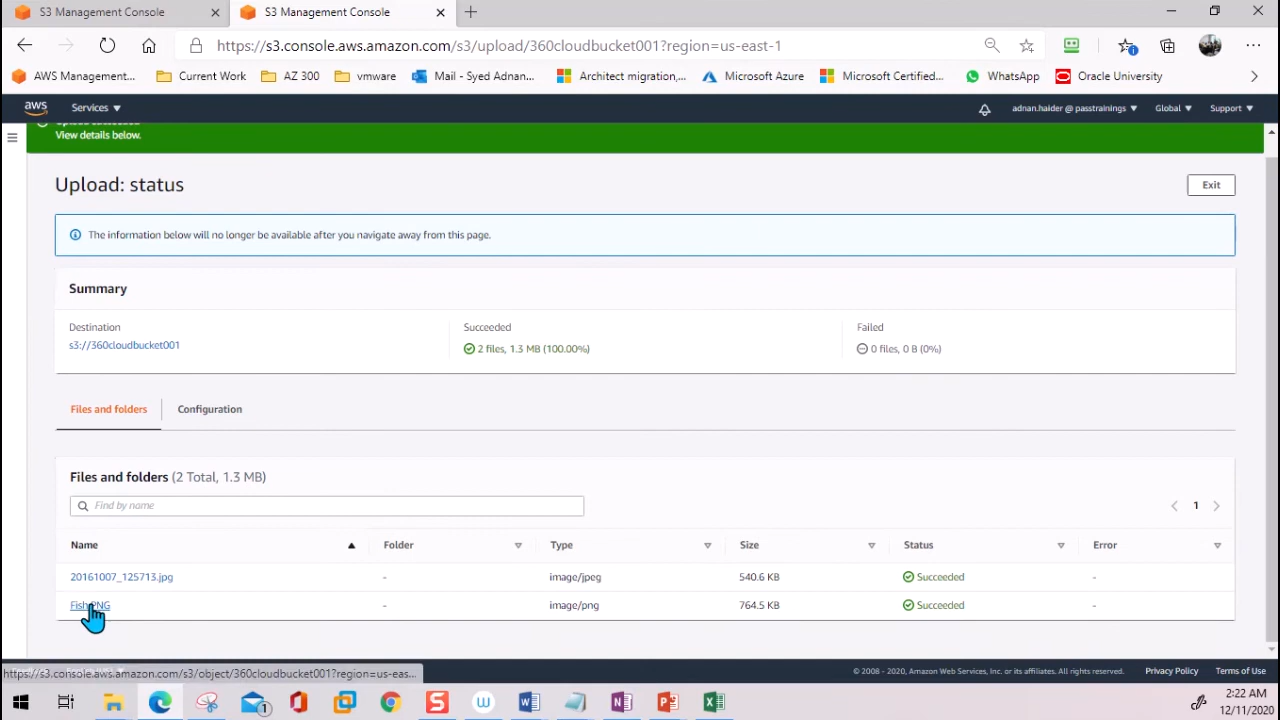 S3 Management Console
S3 Management Console
https://s3.console.aws.amazon.com/s3/upload/360cloudbucket001?region=us-east-1
AWS Management... Current Work AZ 300 vmware Mail - Syed Adnan... Architect migration,... Microsoft Azure Microsoft Certified... WhatsApp Oracle University
aws Services adnan.haider @ passtrainings Global Support
View details below.
Upload: status
Exit
The information below will no longer be available after you navigate away from this page.
Summary
Destination Succeeded Failed
s3://360cloudbucket001 2 files, 1.3 MB (100.00%) 0 files, 0 B (0%)
Files and folders Configuration
Files and folders (2 Total, 1.3 MB)
Find by name 1
Name Folder Type Size Status Error
20161007_125713.jpg - image/jpeg 540.6 KB Succeeded -
Fish.PNG - image/png 764.5 KB Succeeded -
https://s3.console.aws.amazon.com/s3/object/360cloudbucket001?region=us-eas...
© 2008 - 2020, Amazon Web Services, Inc. or its affiliates. All rights reserved. Privacy Policy Terms of Use
1
2:22 AM
12/11/2020